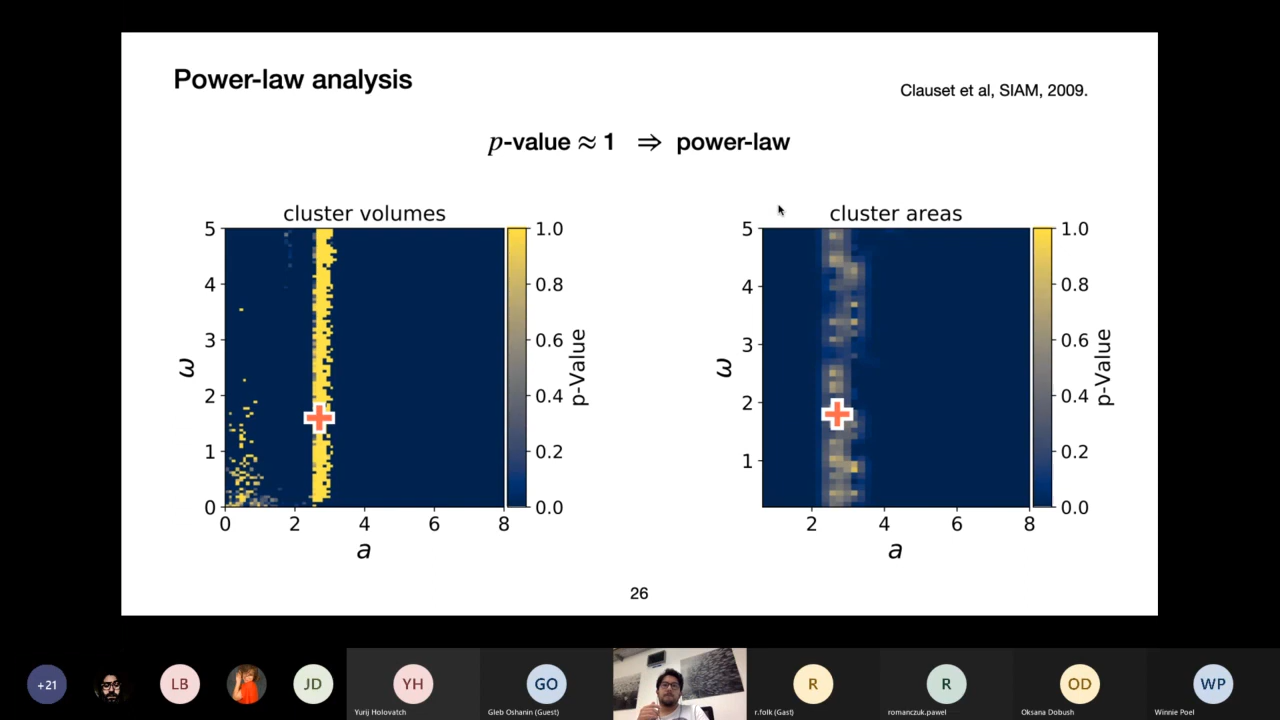 Power-law analysis
Clauset et al, SIAM, 2009.
p-value ≈ 1 ⇒ power-law
cluster volumes
5
4
3
2
1
0
0 2 4 6 8
a
ω
1.0
0.8
0.6
0.4
0.2
0.0
p-Value
cluster areas
5
4
3
2
1
2 4 6 8
a
ω
1.0
0.8
0.6
0.4
0.2
0.0
p-Value
26
+21
LB
JD
YH
Yurij Holovatch
GO
Gleb Oshanin (Guest)
R
r.folk (Gast)
R
romanczuk.pawel
OD
Oksana Dobush
WP
Winnie Poel